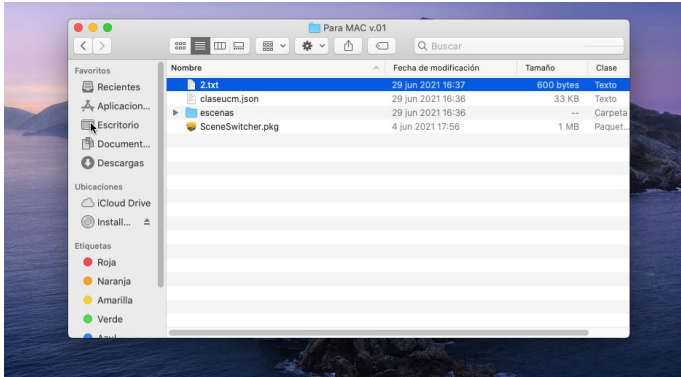 Para MAC v.01
Buscar
Favoritos
Recientes
Aplicacion...
Escritorio
Document...
Descargas
Ubicaciones
iCloud Drive
Install...
Etiquetas
Roja
Naranja
Amarilla
Verde
Azul
Nombre Fecha de modificación Tamaño Clase
2.txt 29 jun 2021 16:37 600 bytes Texto
claseucm.json 29 jun 2021 16:36 33 KB Texto
escenas 29 jun 2021 16:36 -- Carpeta
SceneSwitcher.pkg 4 jun 2021 17:56 1 MB Paquet...